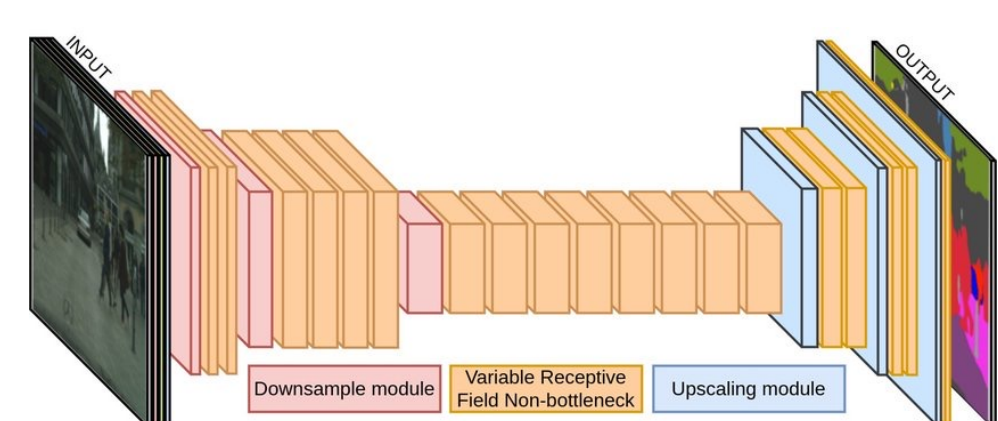 INPUT
OUTPUT
Downsample module
Variable Receptive
Field Non-bottleneck
Upscaling module